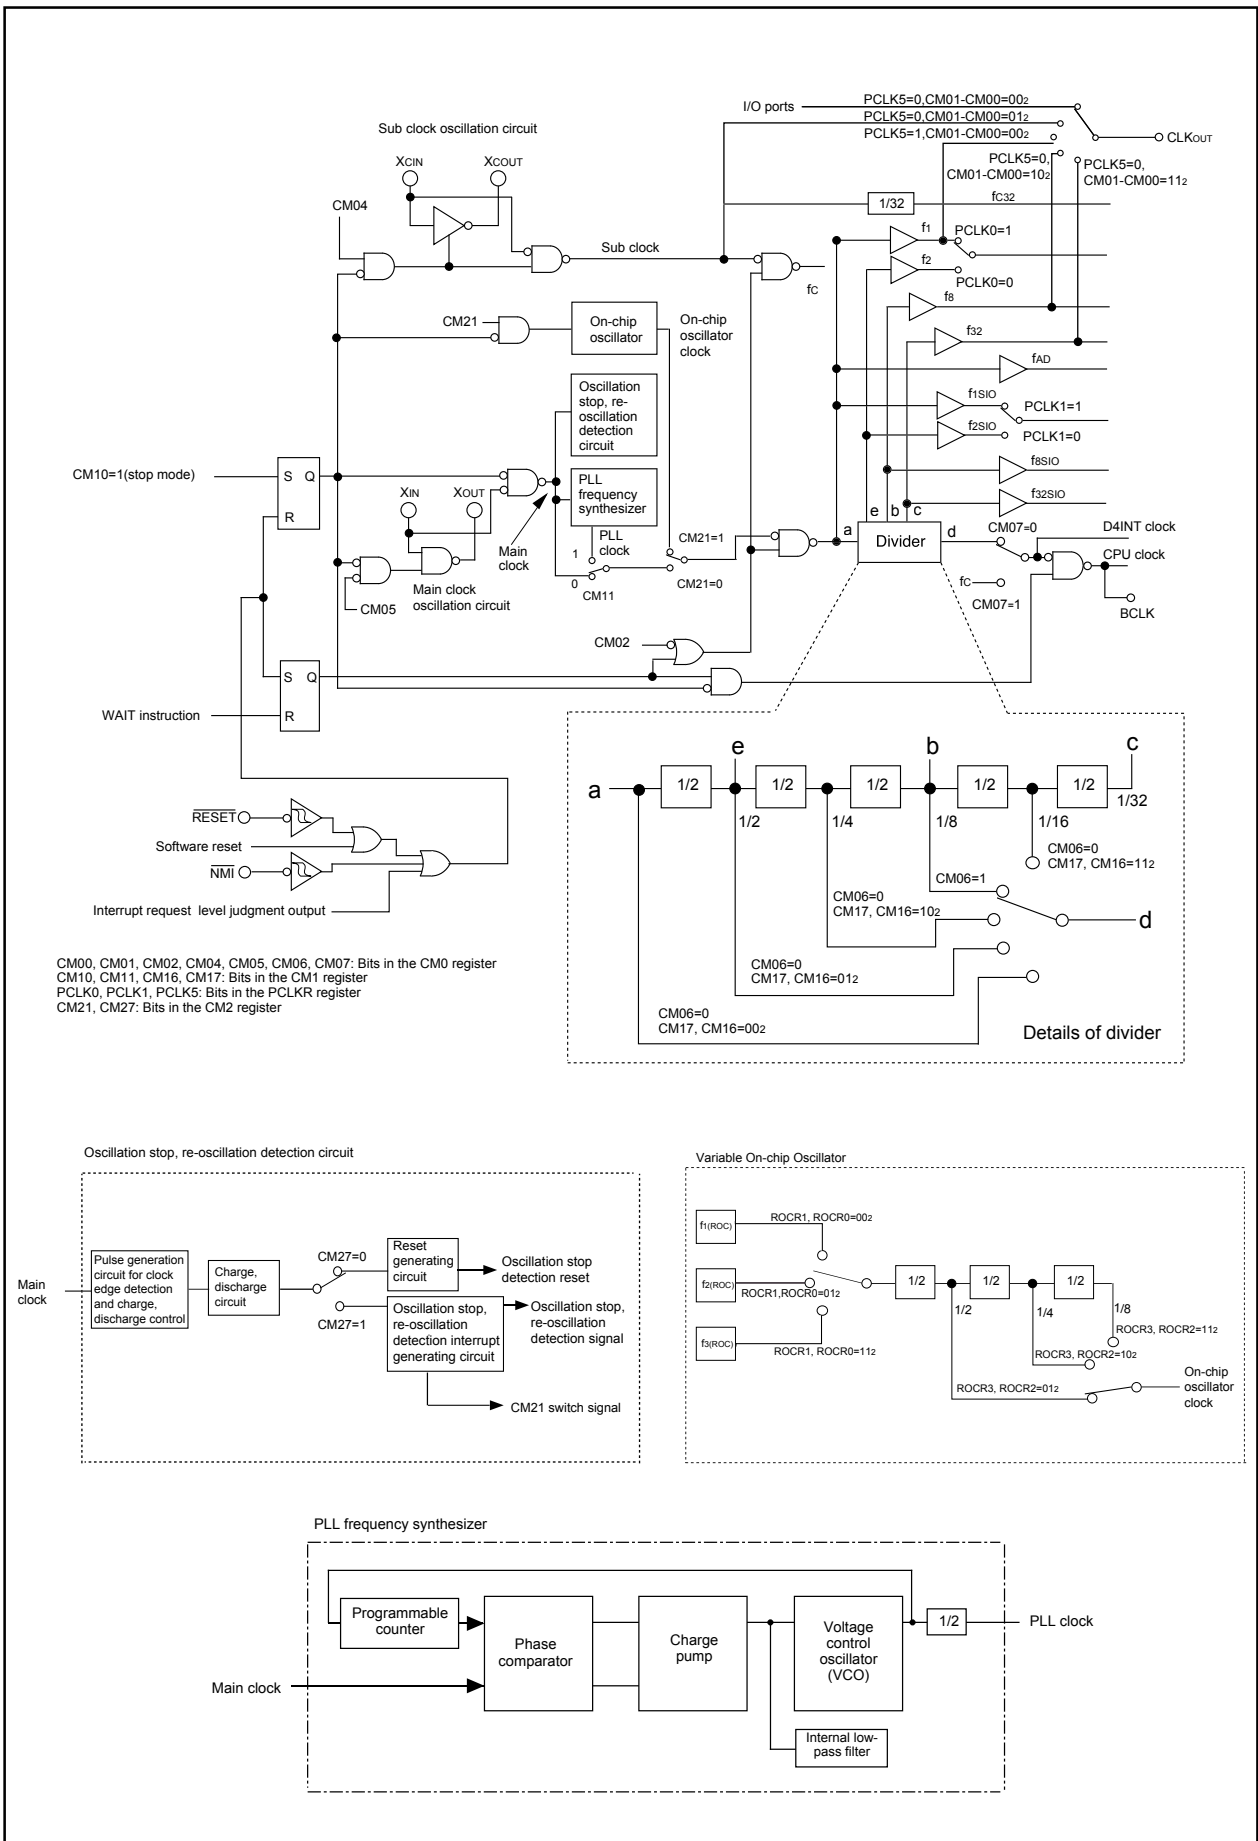 I/O ports
PCLK5=0,CM01-CM00=002
PCLK5=0,CM01-CM00=012
PCLK5=1,CM01-CM00=002
CLKOUT
PCLK5=0,
CM01-CM00=102
PCLK5=0,
CM01-CM00=112
Sub clock oscillation circuit
XCIN
XCOUT
CM04
1/32
fC32
f1
PCLK0=1
Sub clock
fC
f2
PCLK0=0
f8
CM21
On-chip
oscillator
On-chip
oscillator
clock
f32
fAD
Oscillation
stop, re-
oscillation
detection
circuit
f1SIO
PCLK1=1
f2SIO
PCLK1=0
CM10=1(stop mode)
S Q
R
XIN
XOUT
PLL
frequency
synthesizer
f8SIO
f32SIO
Main
clock
PLL
clock
1
0
CM11
CM21=1
CM21=0
e b c
a
Divider
d
CM07=0
D4INT clock
CPU clock
fC
CM07=1
BCLK
Main clock
oscillation circuit
CM05
CM02
S Q
R
WAIT instruction
RESET
Software reset
NMI
Interrupt request level judgment output
a
1/2
e
1/2
1/2
b
1/2
1/2
c
1/2
1/4
1/8
1/16
1/32
CM06=0
CM17, CM16=112
CM06=1
CM06=0
CM17, CM16=102
d
CM06=0
CM17, CM16=012
CM06=0
CM17, CM16=002
Details of divider
CM00, CM01, CM02, CM04, CM05, CM06, CM07: Bits in the CM0 register
CM10, CM11, CM16, CM17: Bits in the CM1 register
PCLK0, PCLK1, PCLK5: Bits in the PCLKR register
CM21, CM27: Bits in the CM2 register
Oscillation stop, re-oscillation detection circuit
Main
clock
Pulse generation
circuit for clock
edge detection
and charge,
discharge control
Charge,
discharge
circuit
CM27=0
CM27=1
Reset
generating
circuit
Oscillation stop
detection reset
Oscillation stop,
re-oscillation
detection interrupt
generating circuit
Oscillation stop,
re-oscillation
detection signal
CM21 switch signal
Variable On-chip Oscillator
f1(ROC)
ROCR1, ROCR0=002
f2(ROC)
ROCR1,ROCR0=012
f3(ROC)
ROCR1, ROCR0=112
1/2
1/2
1/2
1/2
1/4
1/8
ROCR3, ROCR2=112
ROCR3, ROCR2=102
ROCR3, ROCR2=012
On-chip
oscillator
clock
PLL frequency synthesizer
Programmable
counter
Main clock
Phase
comparator
Charge
pump
Voltage
control
oscillator
(VCO)
1/2
PLL clock
Internal low-
pass filter